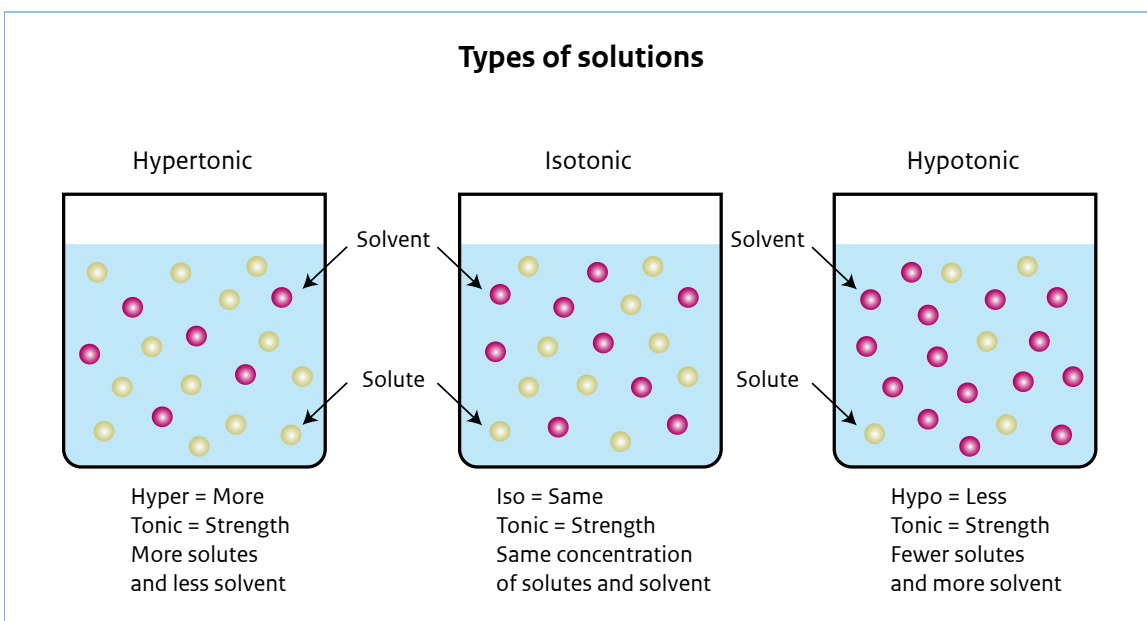 Types of solutions
Hypertonic
Isotonic
Hypotonic
Solvent
Solvent
Solute
Solute
Hyper = More
Tonic = Strength
More solutes
and less solvent
Iso = Same
Tonic = Strength
Same concentration
of solutes and solvent
Hypo = Less
Tonic = Strength
Fewer solutes
and more solvent